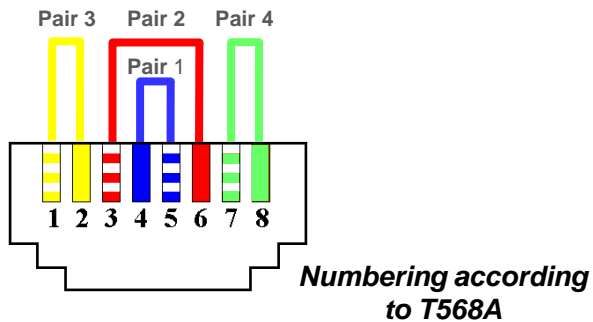 Pair 3 Pair 2 Pair 4
Pair 1
1 2 3 4 5 6 7 8
Numbering according
to T568A